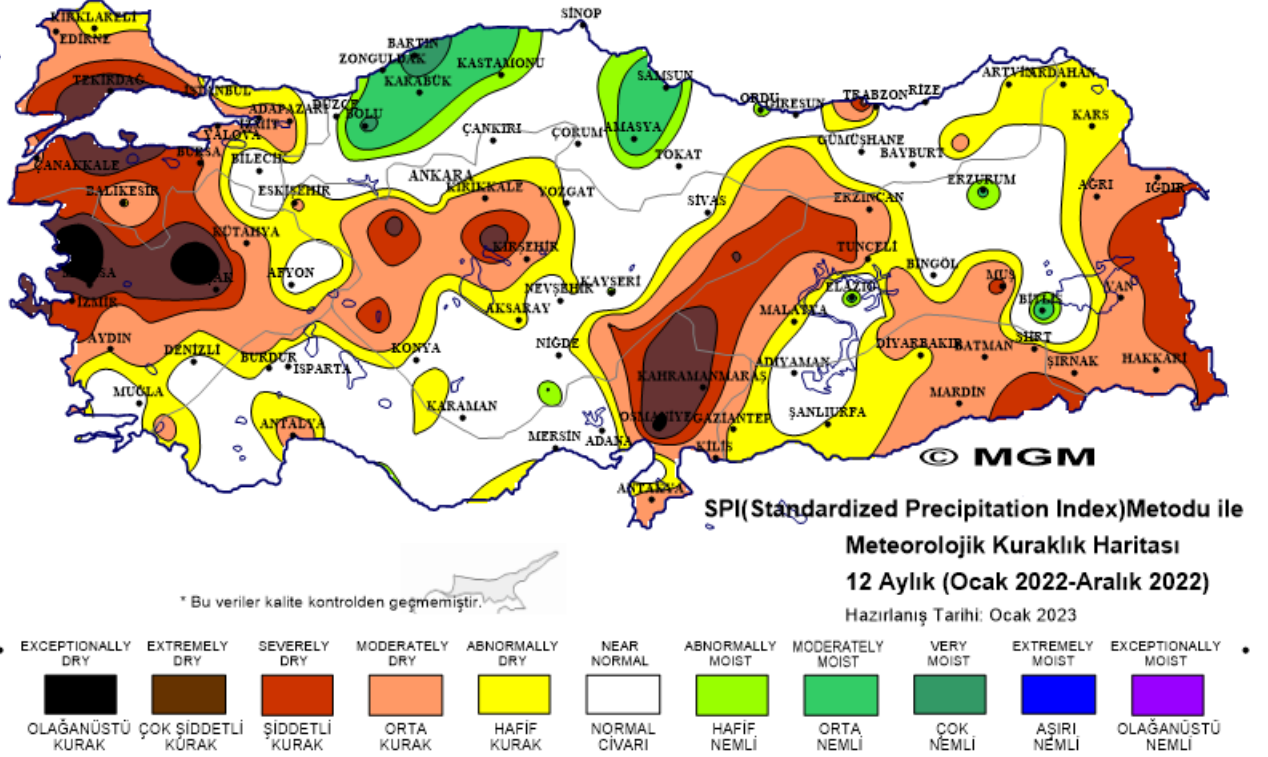 SİNOP
KIRKLARELİ
EDİRNE
BARTIN
ZONGULDAK
KASTAMONU
KARABÜK
TEKİRDAĞ
İSTANBUL
SAMSUN
ARTVİN
ARDAHAN
ORDU
GİRESUN
TRABZON
RİZE
ADAPAZARI
DÜZCE
BOLU
İZMİT
KARS
YALOVA
ÇANKIRI
ÇORUM
AMASYA
GÜMÜŞHANE
BAYBURT
ÇANAKKALE
BURSA
BİLECİK
TOKAT
ANKARA
ERZURUM
AĞRI
IĞDIR
BALIKESİR
ESKİŞEHİR
KIRIKKALE
YOZGAT
SİVAS
ERZİNCAN
KÜTAHYA
KIRŞEHİR
TUNCELİ
AFYON
BİNGÖL
MUŞ
NEVŞEHİR
KAYSERİ
ELAZIĞ
VAN
BİTLİS
İZMİR
AKSARAY
MALATYA
AYDIN
DENİZLİ
BURDUR
ISPARTA
KONYA
NİĞDE
ADIYAMAN
DİYARBAKIR
BATMAN
SİİRT
ŞIRNAK
HAKKARİ
MUĞLA
KAHRAMANMARAŞ
MARDİN
KARAMAN
ANTALYA
OSMANİYE
GAZİANTEP
ŞANLIURFA
MERSİN
ADANA
KİLİS
ANTAKYA
© MGM
SPI(Standardized Precipitation Index)Metodu ile
Meteorolojik Kuraklık Haritası
12 Aylık (Ocak 2022-Aralık 2022)
Hazırlanış Tarihi: Ocak 2023
* Bu veriler kalite kontrolden geçmemiştir.
EXCEPTIONALLY DRY
EXTREMELY DRY
SEVERELY DRY
MODERATELY DRY
ABNORMALLY DRY
NEAR NORMAL
ABNORMALLY MOIST
MODERATELY MOIST
VERY MOIST
EXTREMELY MOIST
EXCEPTIONALLY MOIST
OLAĞANÜSTÜ KURAK
ÇOK ŞİDDETLİ KURAK
ŞİDDETLİ KURAK
ORTA KURAK
HAFİF KURAK
NORMAL CİVARI
HAFİF NEMLİ
ORTA NEMLİ
ÇOK NEMLİ
AŞIRI NEMLİ
OLAĞANÜSTÜ NEMLİ